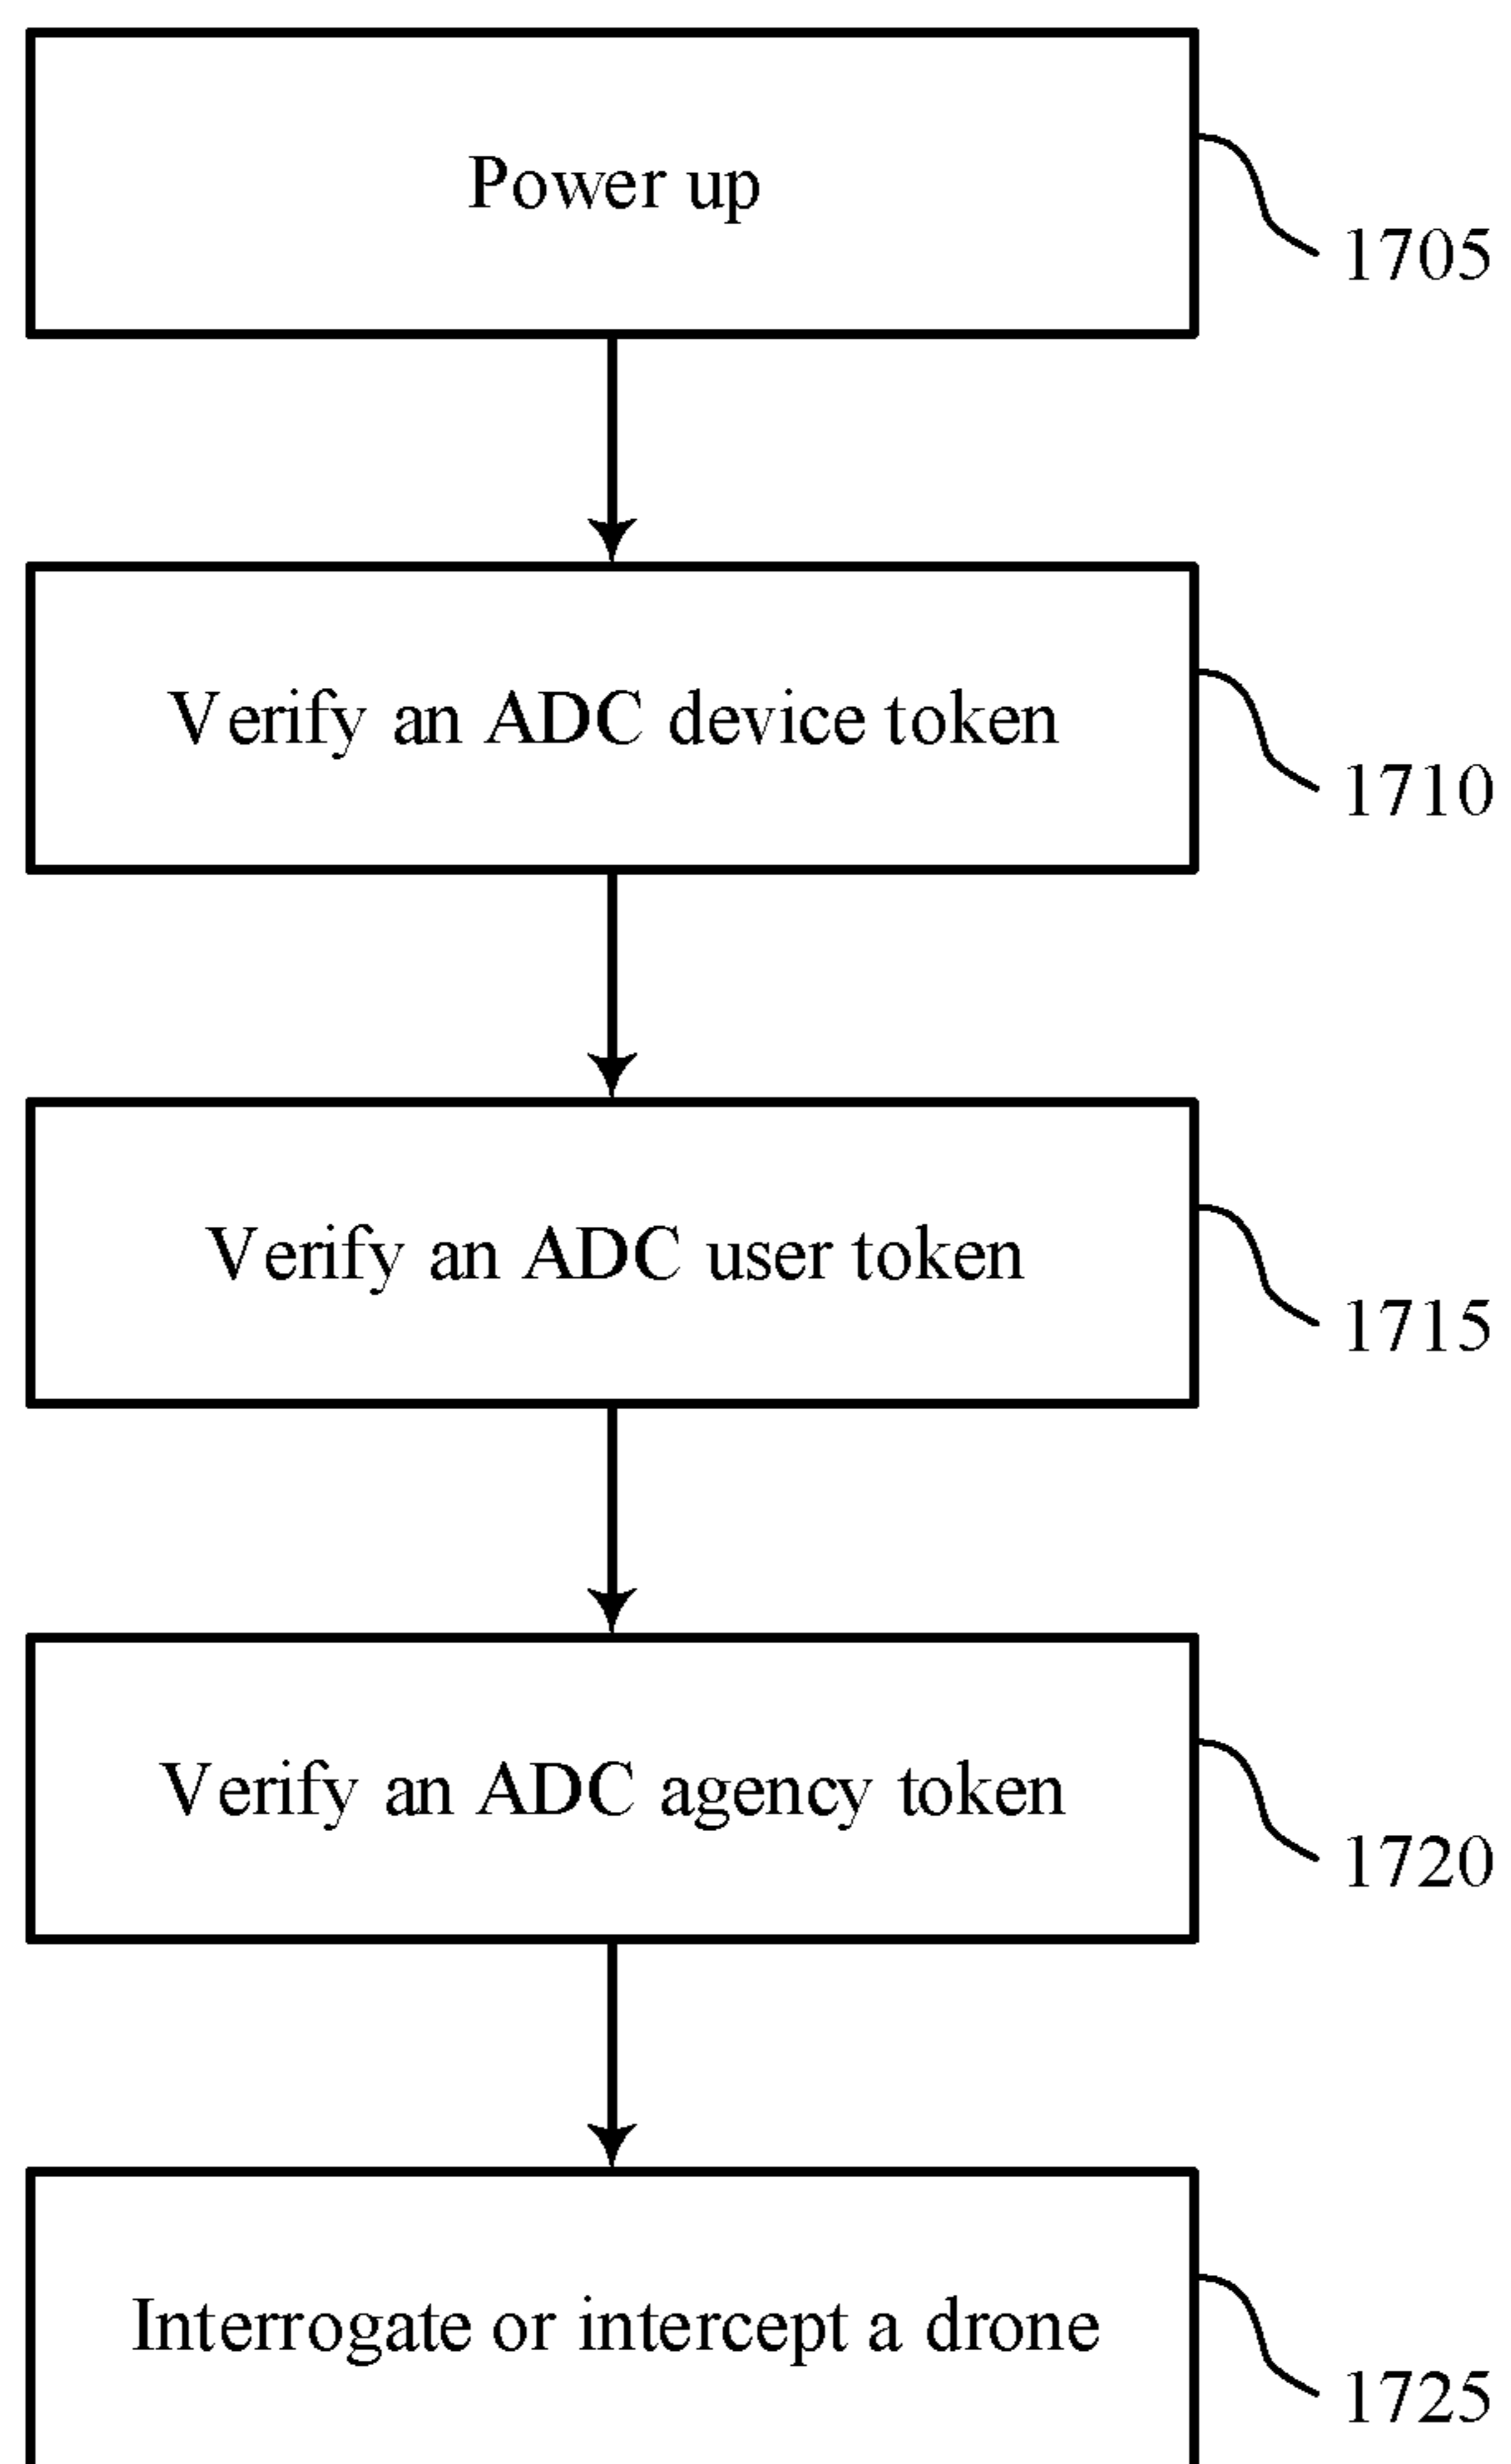 Power up
1705
Verify an ADC device token
1710
Verify an ADC user token
1715
Verify an ADC agency token
1720
Interrogate or intercept a drone
1725